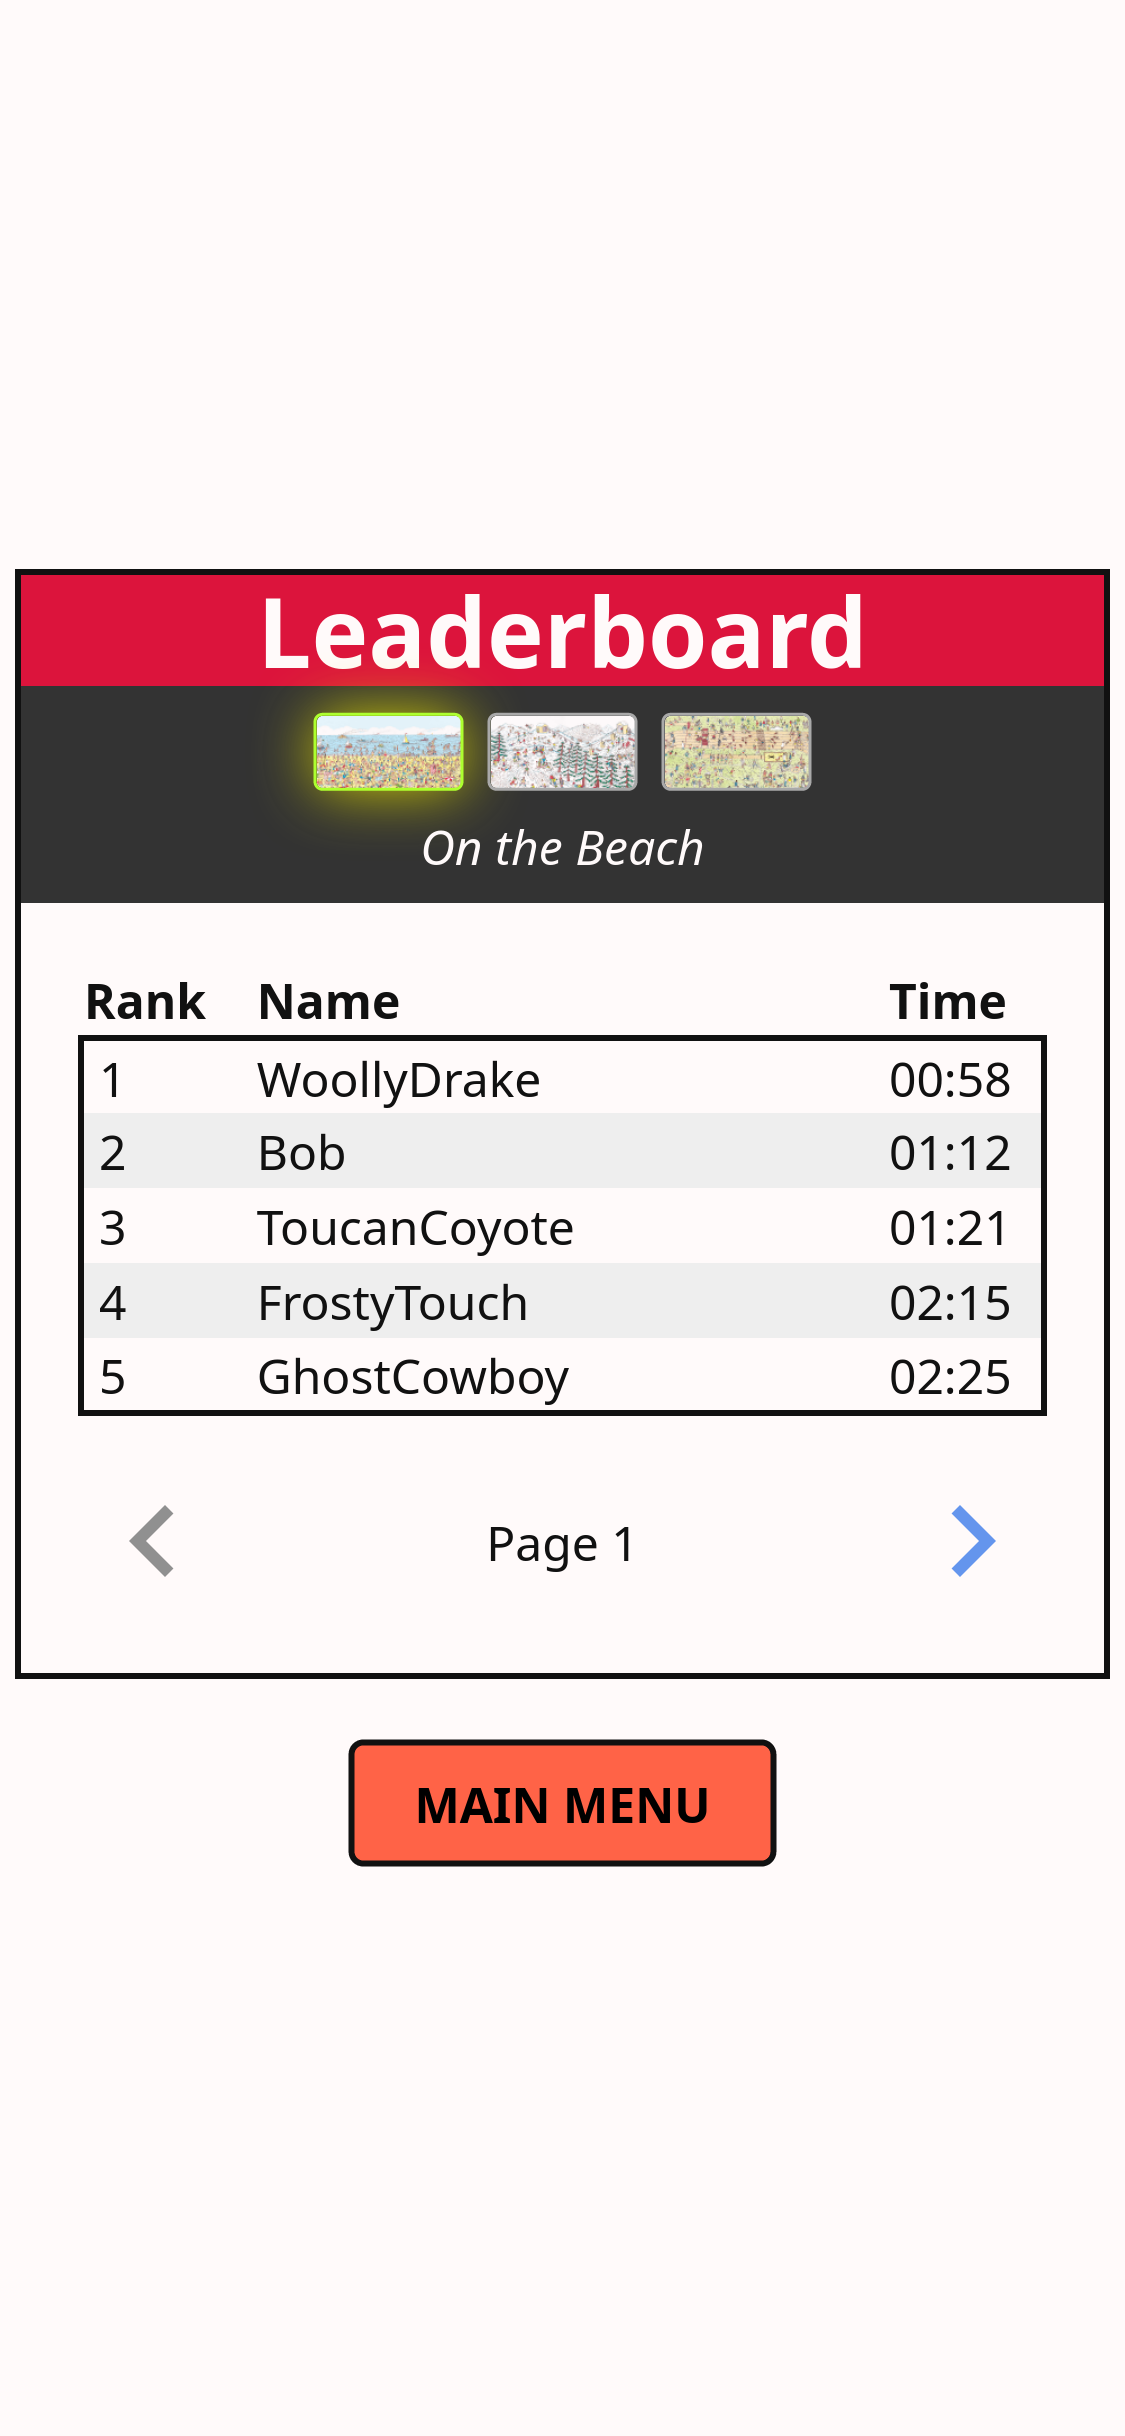 Leaderboard
On the Beach
Rank Name Time
1 WoollyDrake 00:58
2 Bob 01:12
3 ToucanCoyote 01:21
4 FrostyTouch 02:15
5 GhostCowboy 02:25
Page 1
MAIN MENU